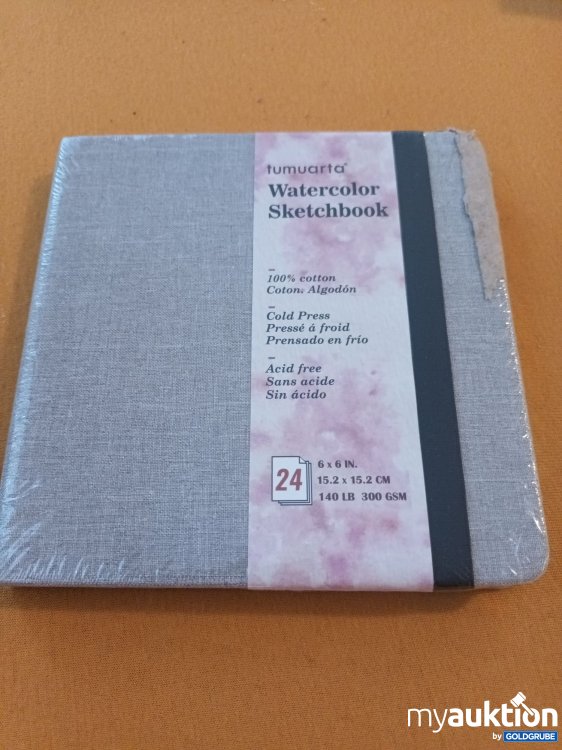 tumuarta®
Watercolor
Sketchbook
100% cotton
Coton. Algodón
Cold Press
Pressé á froid
Prensado en frío
Acid free
Sans acide
Sin ácido
24
6 x 6 IN.
15.2 x 15.2 CM
140 LB 300 GSM
myauktion
by GOLDGRUBE